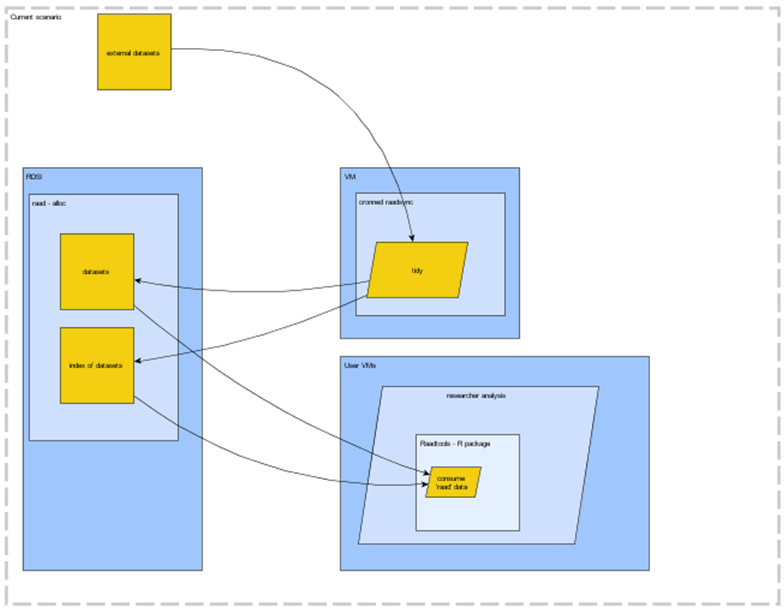 Current scenario
external datasets
RDSI
raad - alloc
datasets
index of datasets
VM
cronned raadsync
tidy
User VMs
researcher analysis
Raadtools - R package
consume
'raad' data